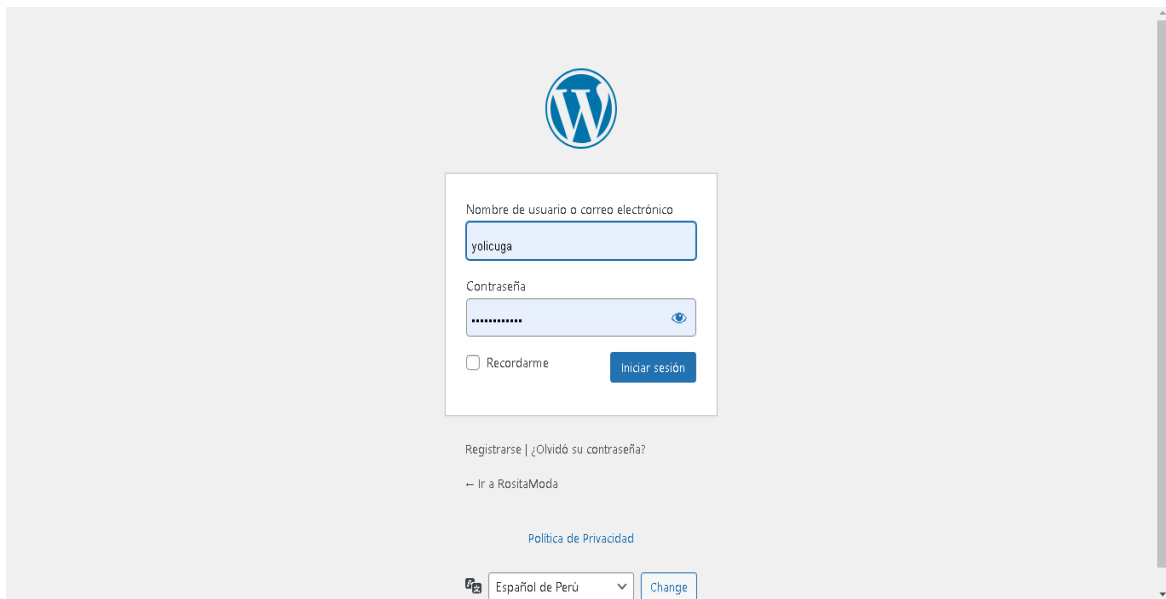 Nombre de usuario o correo electrónico
yolicuga
Contraseña
••••••••••••
Recordarme
Iniciar sesión
Registrarse | ¿Olvidó su contraseña?
← Ir a RositaModa
Política de Privacidad
Español de Perú
Change